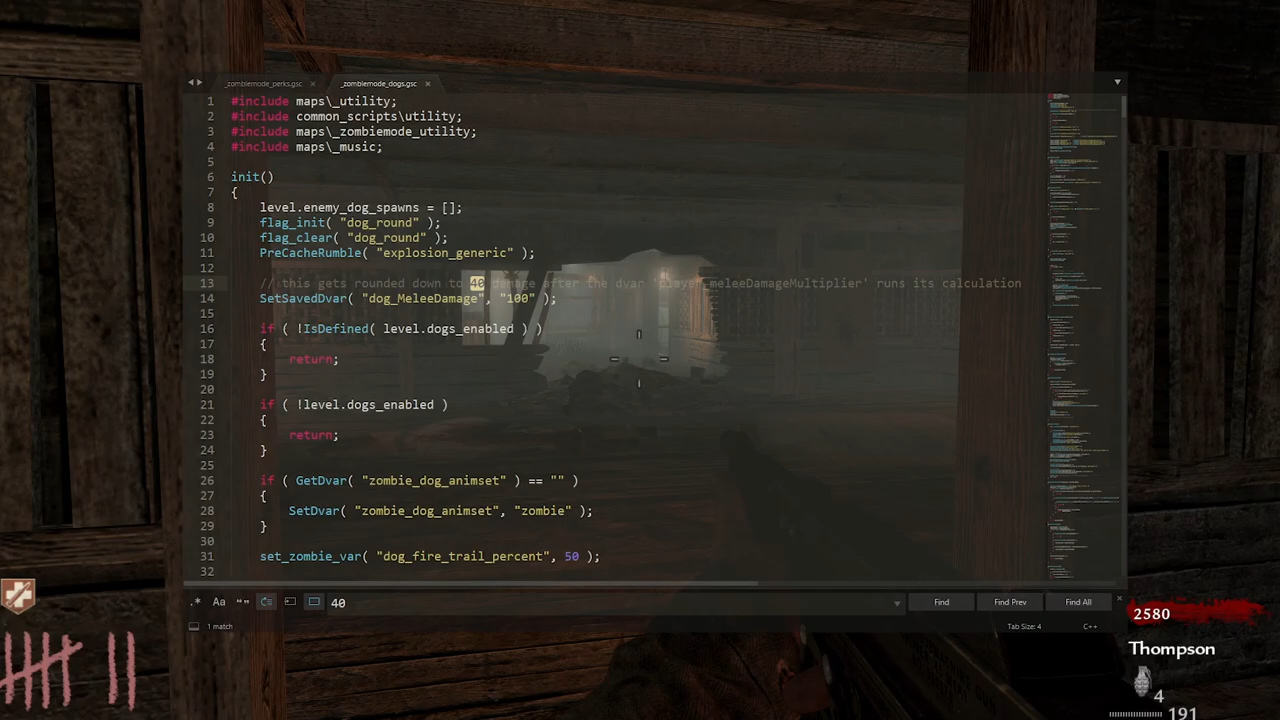 _zombiemode_perks.gsc × _zombiemode_dogs.gsc ×
1 #include maps\_utility;
2 #include common_scripts\utility;
3 #include maps\_zombiemode_utility;
4 #include maps\_music;
5
6 init()
7 {
8 level.enemy_dog_spawns = [];
9 flag_init( "dog_round" );
10 flag_clear( "dog_round" );
11 PreCacheRumble( "explosion_generic" );
12
13 // this gets rounded down to 40 damage after the dvar 'player_meleeDamageMultiplier' runs its calculation
14 SetSavedDvar( "dog_MeleeDamage", "100" );
15
16 if ( !IsDefined( level.dogs_enabled ) )
17 {
18 return;
19 }
20
21 if ( !level.dogs_enabled )
22 {
23 return;
24 }
25
26 if ( GetDvar( "zombie_dog_animset" ) == "" )
27 {
28 SetDvar( "zombie_dog_animset", "zombie" );
29 }
30
31 set_zombie_var( "dog_fire_trail_percent", 50 );
32
.* Aa “” 40 Find Find Prev Find All ×
1 match Tab Size: 4 C++
2580
Thompson
4
191